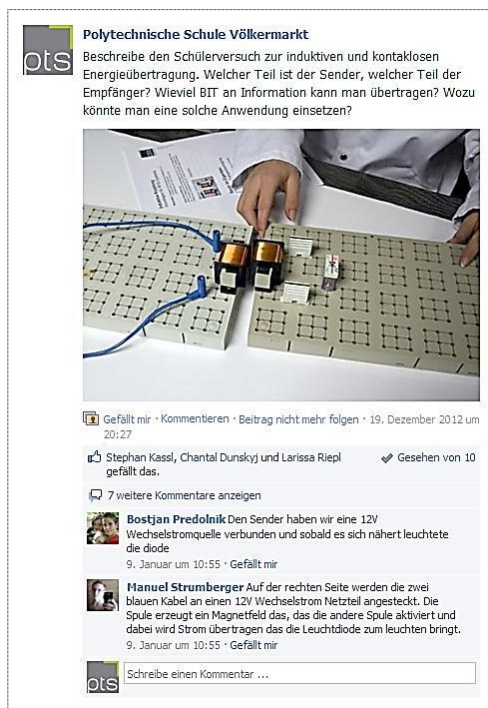 pts
Polytechnische Schule Völkermarkt
Beschreibe den Schülerversuch zur induktiven und kontaklosen
Energieübertragung. Welcher Teil ist der Sender, welcher Teil der
Empfänger? Wieviel BIT an Information kann man übertragen? Wozu
könnte man eine solche Anwendung einsetzen?
Gefällt mir · Kommentieren · Beitrag nicht mehr folgen · 19. Dezember 2012 um
20:27
Stephan Kassl, Chantal Dunskyj und Larissa Riepl
gefällt das.
Gesehen von 10
7 weitere Kommentare anzeigen
Bostjan Predolnik Den Sender haben wir eine 12V
Wechselstromquelle verbunden und sobald es sich nähert leuchtete
die diode
9. Januar um 10:55 · Gefällt mir
Manuel Strumberger Auf der rechten Seite werden die zwei
blauen Kabel an einen 12V Wechselstrom Netzteil angesteckt. Die
Spule erzeugt ein Magnetfeld das, das die andere Spule aktiviert und
dabei wird Strom übertragen das die Leuchtdiode zum leuchten bringt.
9. Januar um 10:55 · Gefällt mir
pts
Schreibe einen Kommentar ...